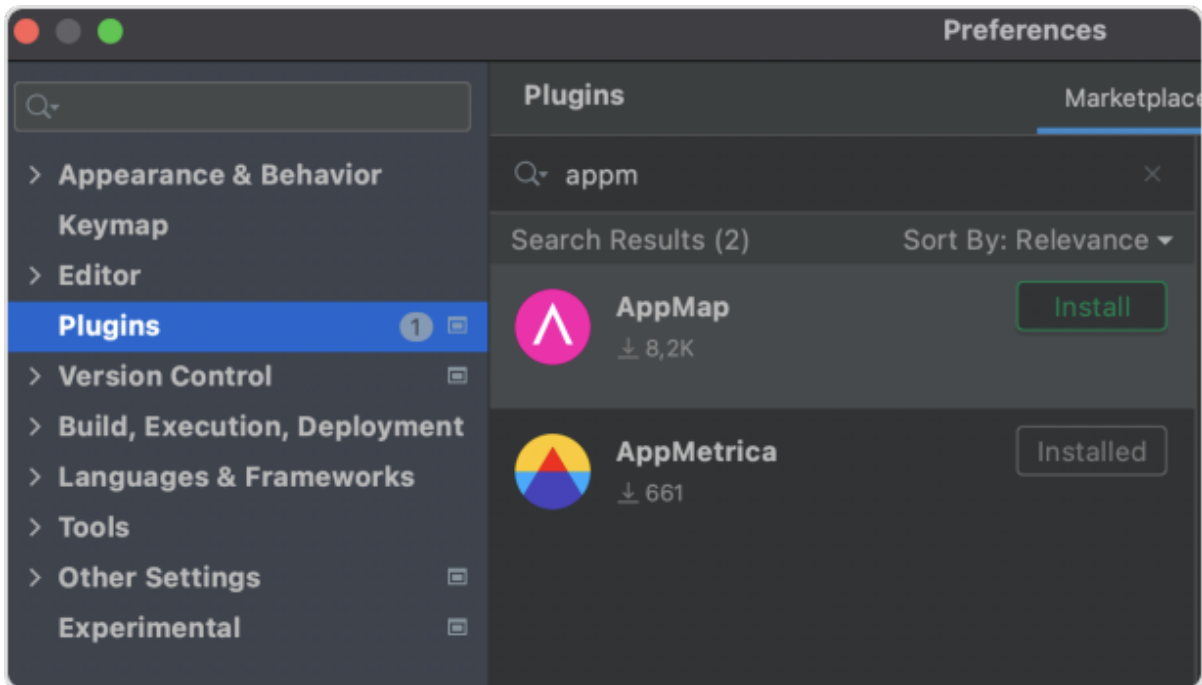 Preferences
Appearance & Behavior
Keymap
Editor
Plugins 1
Version Control
Build, Execution, Deployment
Languages & Frameworks
Tools
Other Settings
Experimental
Plugins
Marketplace
appm
Search Results (2) Sort By: Relevance
AppMap Install
8,2K
AppMetrica Installed
661